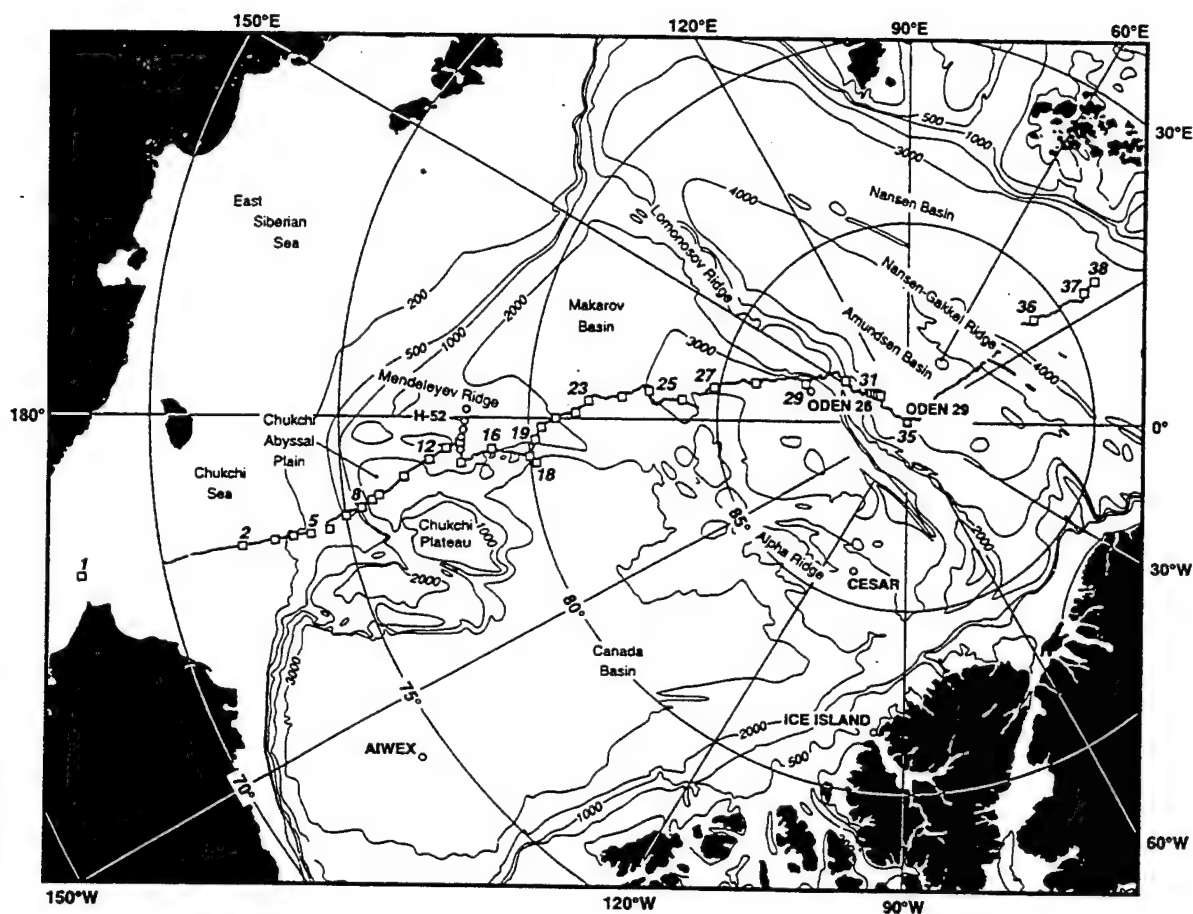 150°E
120°E
90°E
60°E
500
1000
3000
30°E
East
Siberian
Sea
4000
Nansen Basin
Lomonosov Ridge
Nansen-Gakkel Ridge
38
37
36
200
2000
Makarov
Basin
Amundsen Basin
500
1000
3000
4000
Mendeleyev Ridge
23
25
27
29
31
ODEN 26
ODEN 29
180°
H-52
35
0°
Chukchi
Abyssal
Plain
12
16
19
18
Chukchi
Sea
8
5
2
Chukchi
Plateau
1000
85°
Alpha Ridge
2000
1
CESAR
30°W
2000
80°
Canada
Basin
3000
75°
ICE ISLAND
2000
AIWEX
500
70°
1000
60°W
150°W
120°W
90°W